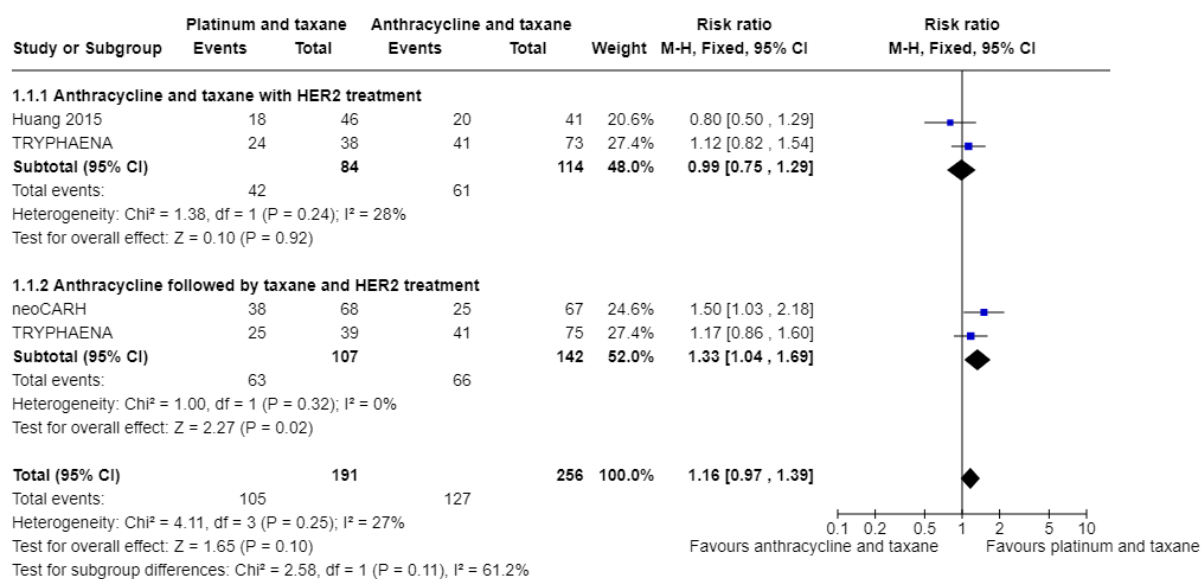 Platinum and taxane Anthracycline and taxane Risk ratio Risk ratio
Study or Subgroup Events Total Events Total Weight M-H, Fixed, 95% CI M-H, Fixed, 95% CI
1.1.1 Anthracycline and taxane with HER2 treatment
Huang 2015 18 46 20 41 20.6% 0.80 [0.50 , 1.29]
TRYPHAENA 24 38 41 73 27.4% 1.12 [0.82 , 1.54]
Subtotal (95% CI) 84 114 48.0% 0.99 [0.75 , 1.29]
Total events: 42 61
Heterogeneity: Chi² = 1.38, df = 1 (P = 0.24); I² = 28%
Test for overall effect: Z = 0.10 (P = 0.92)
1.1.2 Anthracycline followed by taxane and HER2 treatment
neoCARH 38 68 25 67 24.6% 1.50 [1.03 , 2.18]
TRYPHAENA 25 39 41 75 27.4% 1.17 [0.86 , 1.60]
Subtotal (95% CI) 107 142 52.0% 1.33 [1.04 , 1.69]
Total events: 63 66
Heterogeneity: Chi² = 1.00, df = 1 (P = 0.32); I² = 0%
Test for overall effect: Z = 2.27 (P = 0.02)
Total (95% CI) 191 256 100.0% 1.16 [0.97 , 1.39]
Total events: 105 127
Heterogeneity: Chi² = 4.11, df = 3 (P = 0.25); I² = 27%
0.1 0.2 0.5 1 2 5 10
Test for overall effect: Z = 1.65 (P = 0.10) Favours anthracycline and taxane Favours platinum and taxane
Test for subgroup differences: Chi² = 2.58, df = 1 (P = 0.11), I² = 61.2%